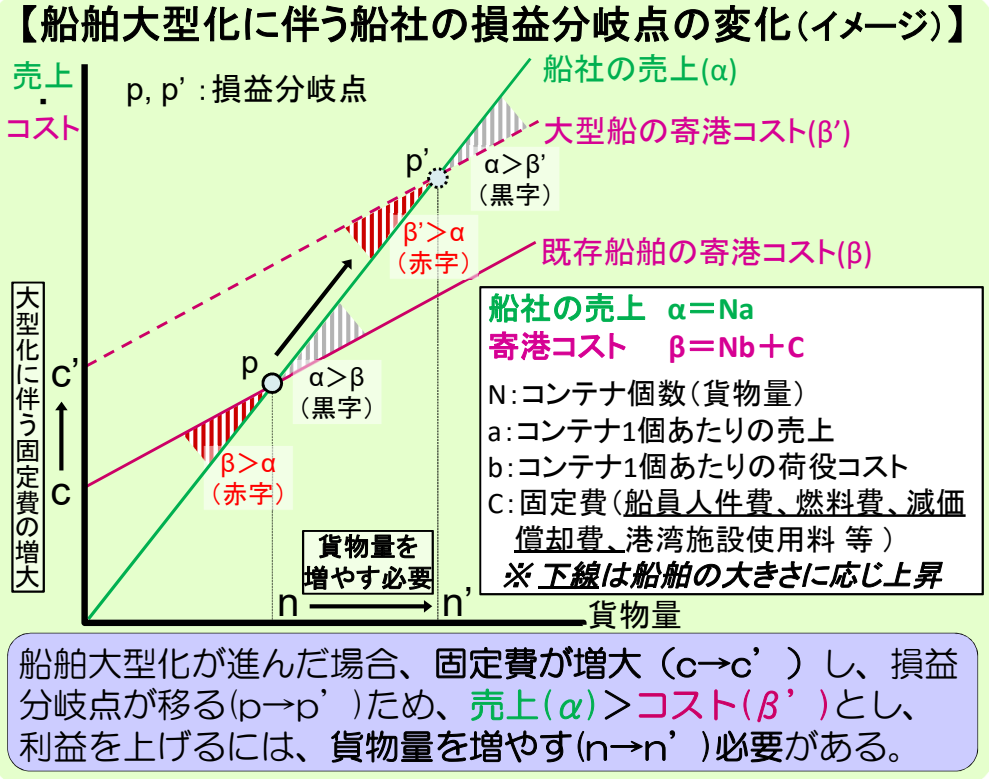 【船舶大型化に伴う船社の損益分岐点の変化(イメージ)】
売上
・
コスト
p, p' : 損益分岐点
船社の売上(α)
大型船の寄港コスト(β')
p'
α＞β'
(黒字)
β'＞α
(赤字)
既存船舶の寄港コスト(β)
大型化に伴う固定費の増大
c'
c
p
α＞β
(黒字)
β＞α
(赤字)
船社の売上 α＝Na
寄港コスト β＝Nb＋C
N:コンテナ個数(貨物量)
a:コンテナ1個あたりの売上
b:コンテナ1個あたりの荷役コスト
C:固定費(船員人件費、燃料費、減価
償却費、港湾施設使用料 等)
※ 下線は船舶の大きさに応じ上昇
貨物量を
増やす必要
n
n'
貨物量
船舶大型化が進んだ場合、固定費が増大（c→c'）し、損益
分岐点が移る(p→p')ため、売上(α)＞コスト(β')とし、
利益を上げるには、貨物量を増やす(n→n')必要がある。